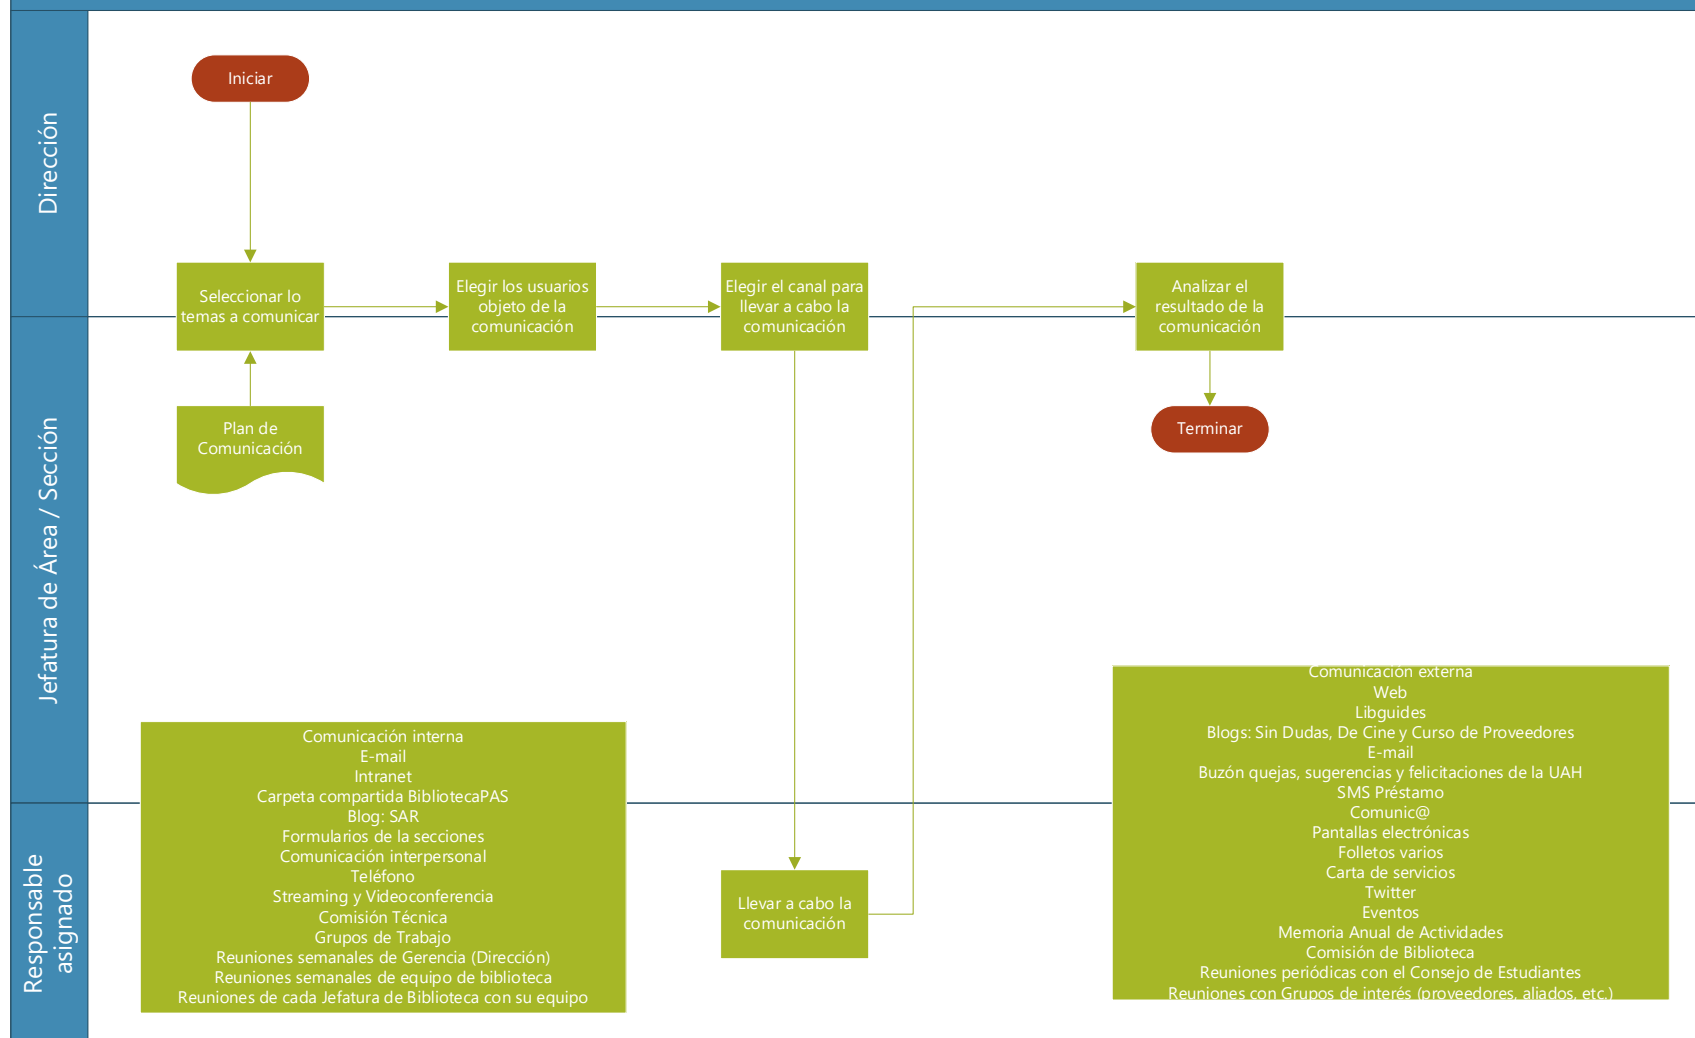 Dirección
Iniciar
Seleccionar lo
temas a comunicar
Elegir los usuarios
objeto de la
comunicación
Elegir el canal para
llevar a cabo la
comunicación
Analizar el
resultado de la
comunicación
Jefatura de Área / Sección
Plan de
Comunicación
Terminar
Comunicación interna
E-mail
Intranet
Carpeta compartida BibliotecaPAS
Blog: SAR
Formularios de la secciones
Comunicación interpersonal
Teléfono
Streaming y Videoconferencia
Comisión Técnica
Grupos de Trabajo
Reuniones semanales de Gerencia (Dirección)
Reuniones semanales de equipo de biblioteca
Reuniones de cada Jefatura de Biblioteca con su equipo
Comunicación externa
Web
Libguides
Blogs: Sin Dudas, De Cine y Curso de Proveedores
E-mail
Buzón quejas, sugerencias y felicitaciones de la UAH
SMS Préstamo
Comunic@
Pantallas electrónicas
Folletos varios
Carta de servicios
Twitter
Eventos
Memoria Anual de Actividades
Comisión de Biblioteca
Reuniones periódicas con el Consejo de Estudiantes
Reuniones con Grupos de interés (proveedores, aliados, etc.)
Responsable
asignado
Llevar a cabo la
comunicación